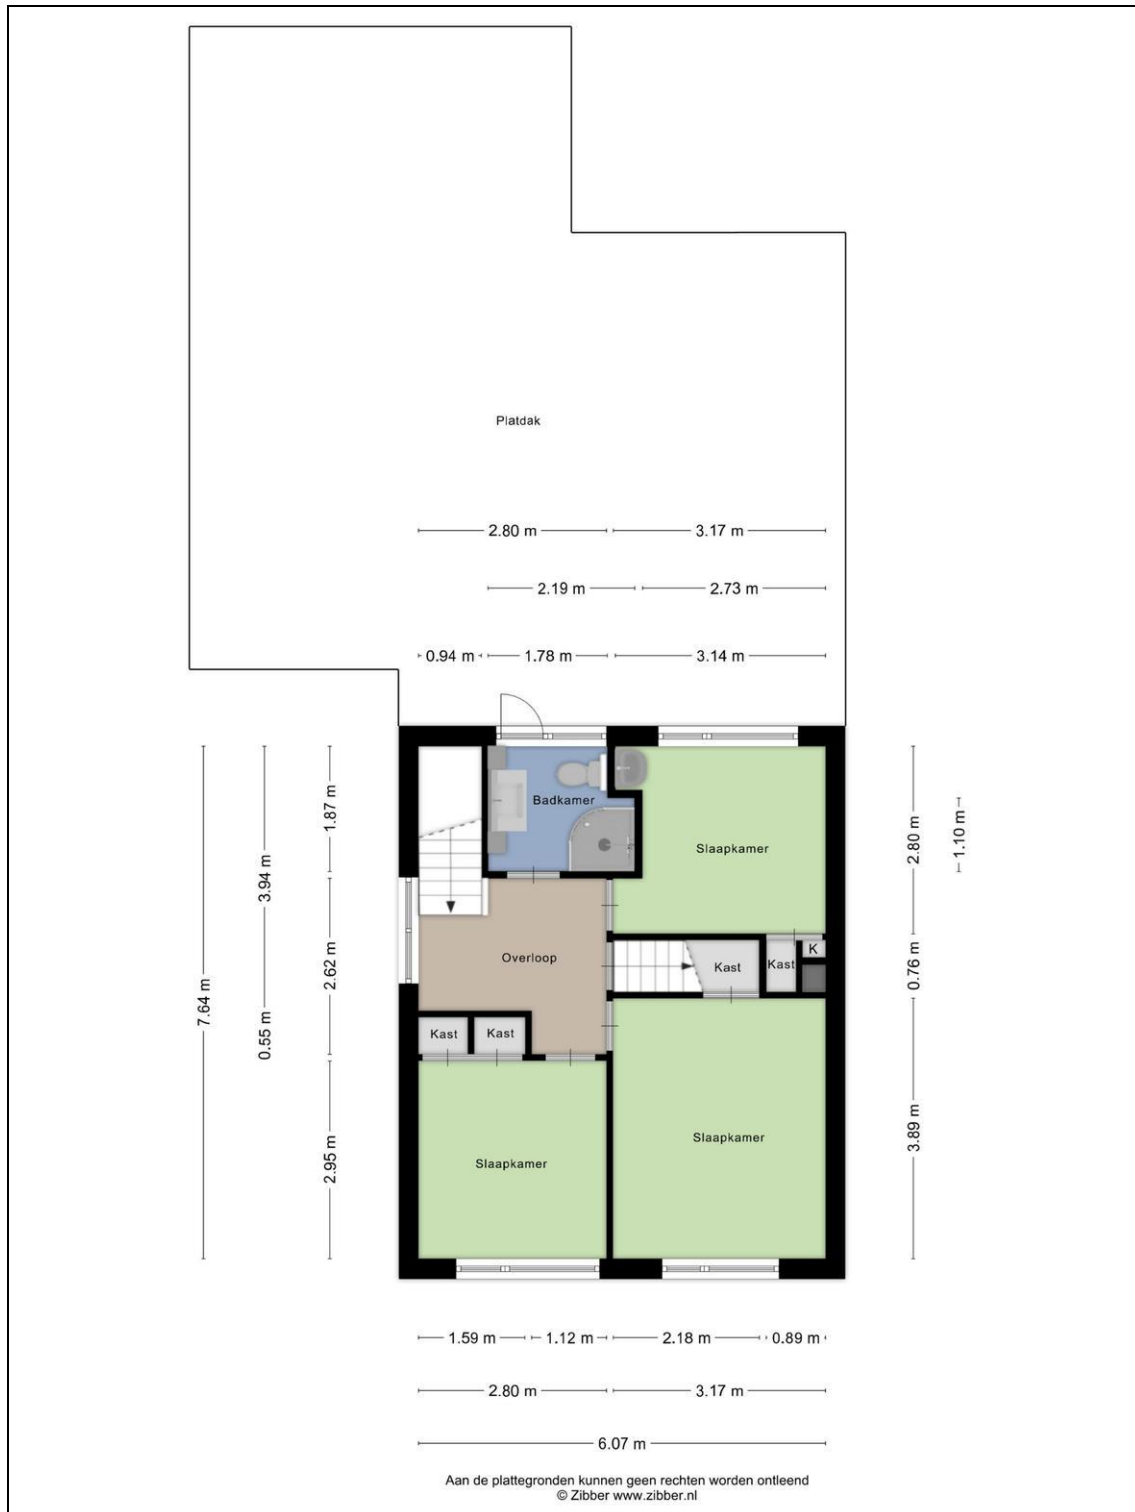 Platdak
2.80 m
3.17 m
2.19 m
2.73 m
0.94 m
1.78 m
3.14 m
Badkamer
Slaapkamer
Overloop
Kast
Kast
K
Kast
Kast
Slaapkamer
Slaapkamer
7.64 m
3.94 m
0.55 m
1.87 m
2.62 m
2.95 m
2.80 m
0.76 m
3.89 m
1.10 m
1.59 m
1.12 m
2.18 m
0.89 m
2.80 m
3.17 m
6.07 m
Aan de plattegronden kunnen geen rechten worden ontleend
© Zibber www.zibber.nl